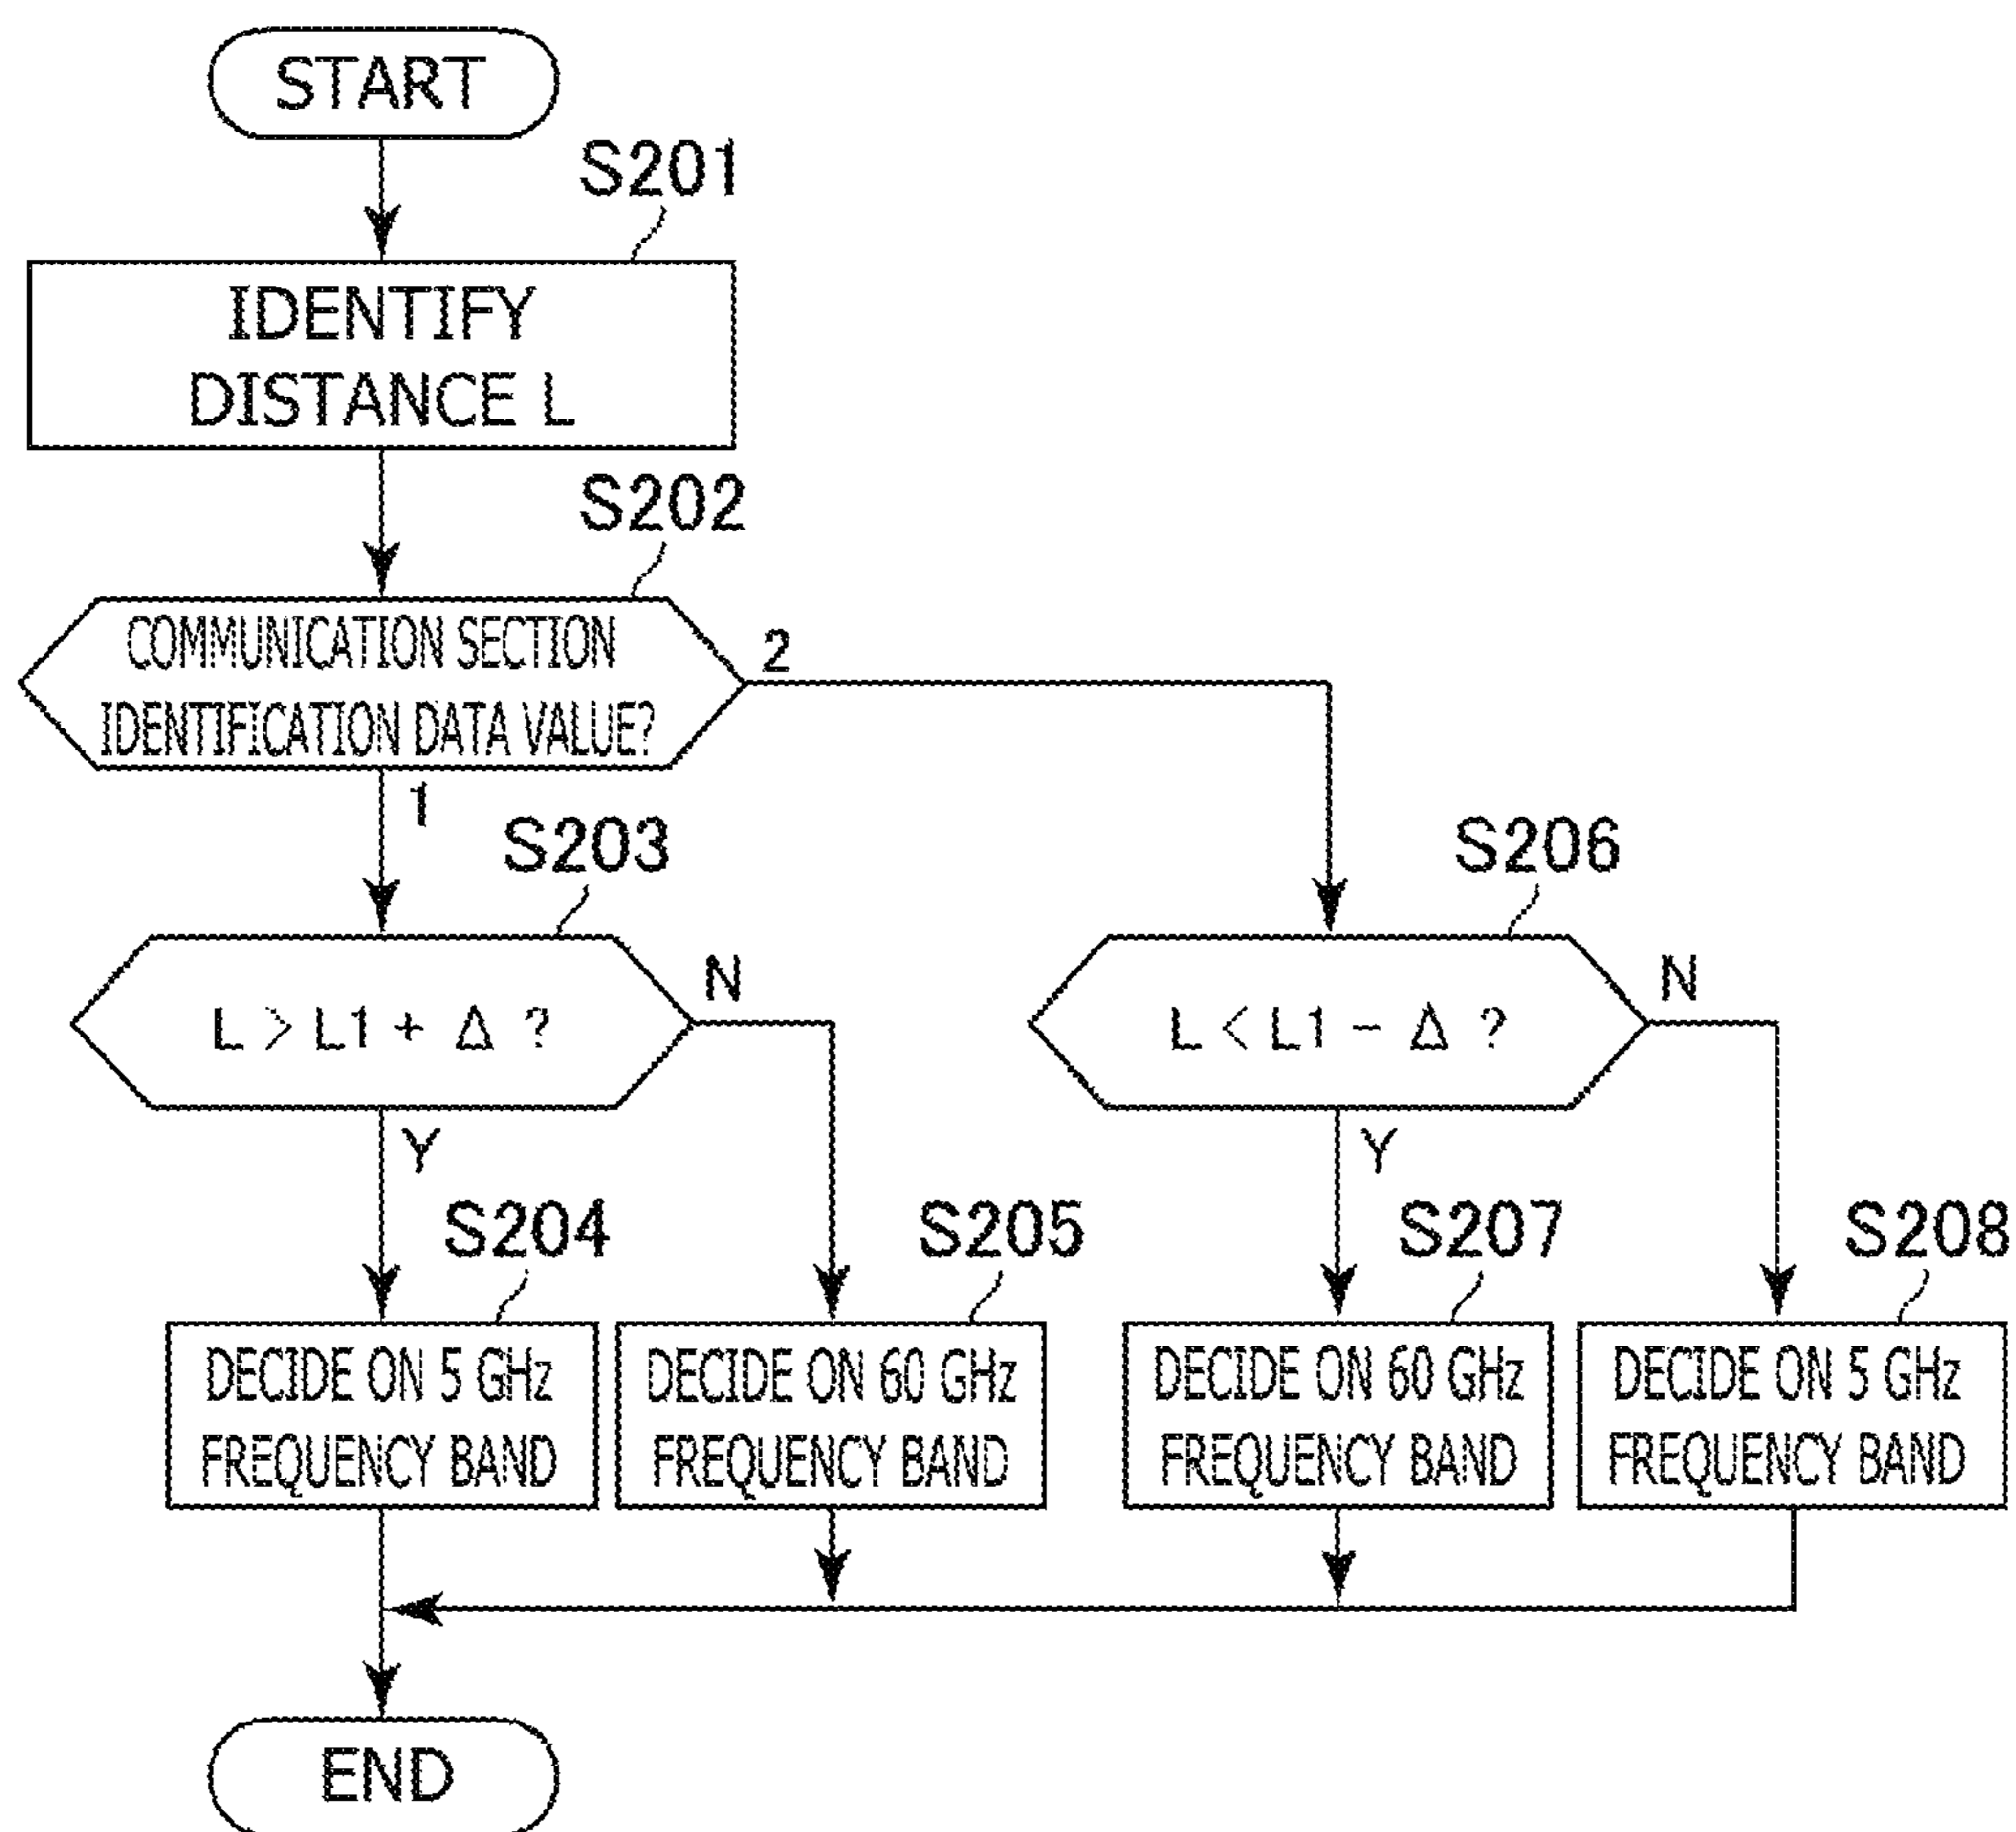 START
S201
IDENTIFY
DISTANCE L
S202
COMMUNICATION SECTION
IDENTIFICATION DATA VALUE?
2
1
S203
L > L1 + Δ ?
N
Y
S206
L < L1 - Δ ?
N
Y
S204
DECIDE ON 5 GHz
FREQUENCY BAND
S205
DECIDE ON 60 GHz
FREQUENCY BAND
S207
DECIDE ON 60 GHz
FREQUENCY BAND
S208
DECIDE ON 5 GHz
FREQUENCY BAND
END